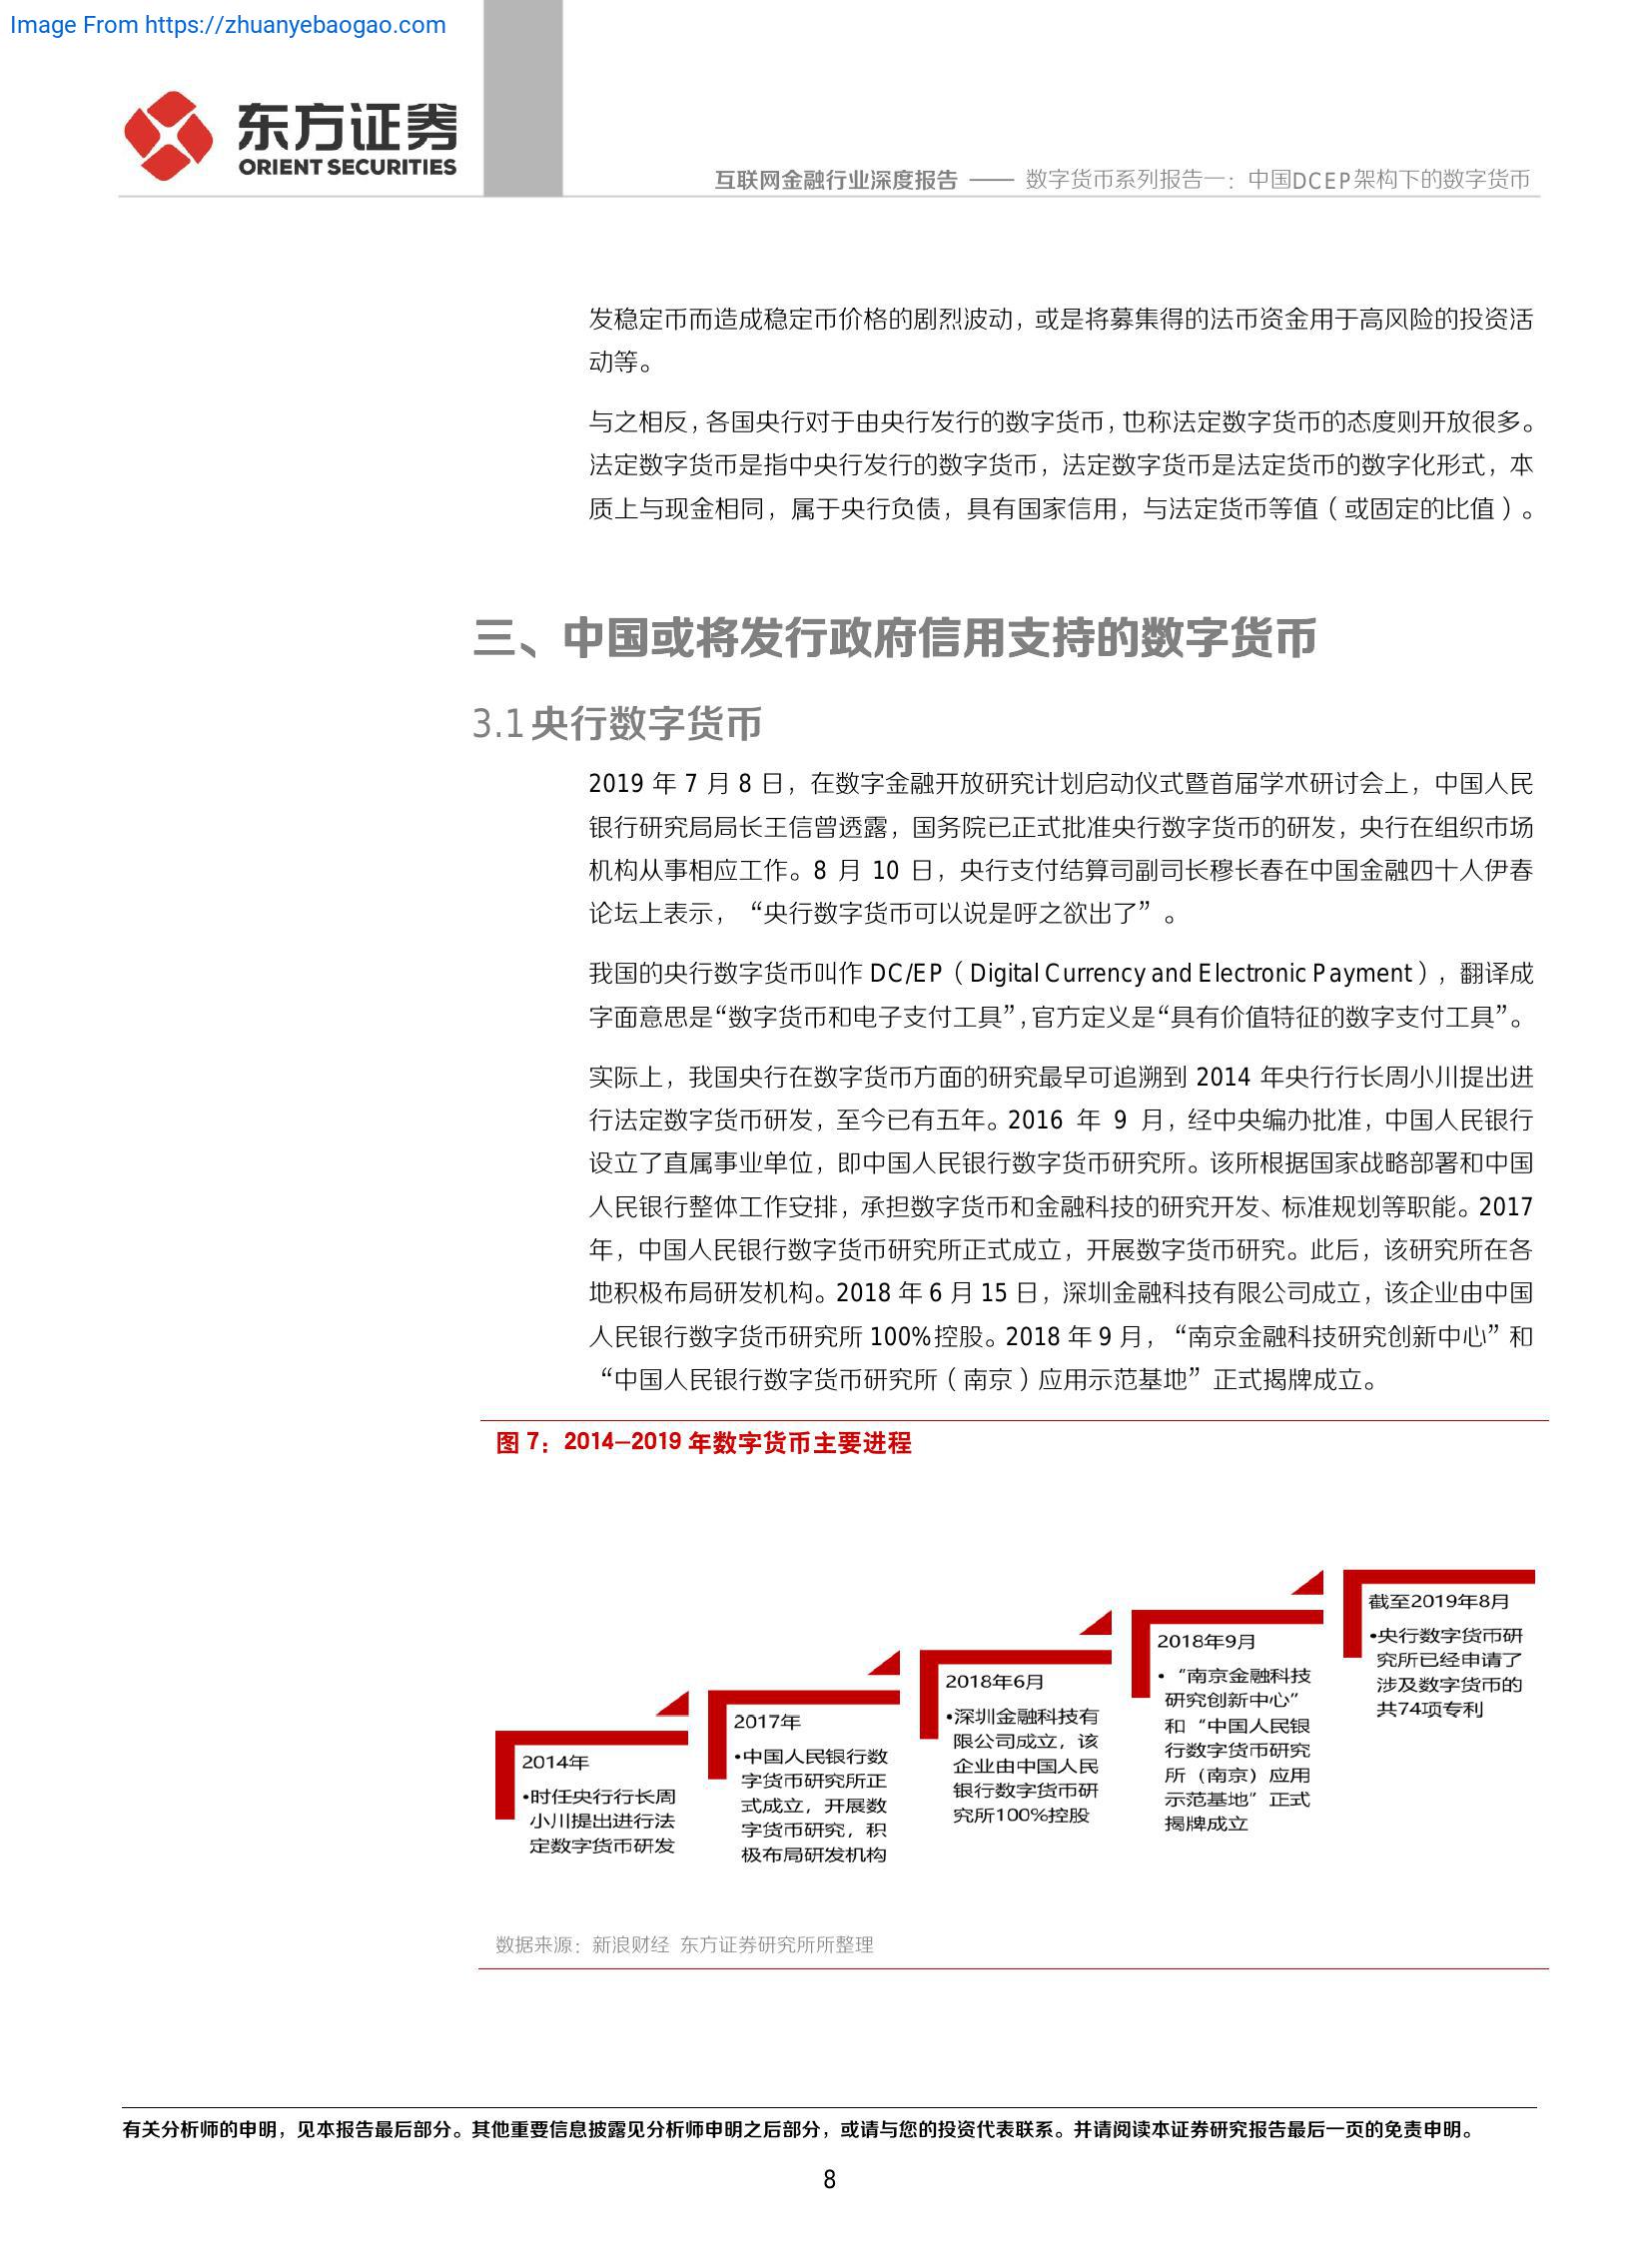 Image From https://zhuanyebaogao.com
东方证券
ORIENT SECURITIES
互联网金融行业深度报告 —— 数字货币系列报告一：中国DCEP架构下的数字货币
发稳定币而造成稳定币价格的剧烈波动，或是将募集得的法币资金用于高风险的投资活
动等。
与之相反，各国央行对于由央行发行的数字货币，也称法定数字货币的态度则开放很多。
法定数字货币是指中央行发行的数字货币，法定数字货币是法定货币的数字化形式，本
质上与现金相同，属于央行负债，具有国家信用，与法定货币等值（或固定的比值）。
三、中国或将发行政府信用支持的数字货币
3.1央行数字货币
2019 年 7 月 8 日，在数字金融开放研究计划启动仪式暨首届学术研讨会上，中国人民
银行研究局局长王信曾透露，国务院已正式批准央行数字货币的研发，央行在组织市场
机构从事相应工作。8 月 10 日，央行支付结算司副司长穆长春在中国金融四十人伊春
论坛上表示，“央行数字货币可以说是呼之欲出了”。
我国的央行数字货币叫作 DC/EP（Digital Currency and Electronic Payment），翻译成
字面意思是“数字货币和电子支付工具”，官方定义是“具有价值特征的数字支付工具”。
实际上，我国央行在数字货币方面的研究最早可追溯到 2014 年央行行长周小川提出进
行法定数字货币研发，至今已有五年。2016 年 9 月，经中央编办批准，中国人民银行
设立了直属事业单位，即中国人民银行数字货币研究所。该所根据国家战略部署和中国
人民银行整体工作安排，承担数字货币和金融科技的研究开发、标准规划等职能。2017
年，中国人民银行数字货币研究所正式成立，开展数字货币研究。此后，该研究所在各
地积极布局研发机构。2018 年 6 月 15 日，深圳金融科技有限公司成立，该企业由中国
人民银行数字货币研究所 100%控股。2018 年 9 月，“南京金融科技研究创新中心”和
“中国人民银行数字货币研究所（南京）应用示范基地”正式揭牌成立。
图 7：2014–2019 年数字货币主要进程
2014年
•时任央行行长周
小川提出进行法
定数字货币研发
2017年
•中国人民银行数
字货币研究所正
式成立，开展数
字货币研究，积
极布局研发机构
2018年6月
•深圳金融科技有
限公司成立，该
企业由中国人民
银行数字货币研
究所100%控股
2018年9月
•“南京金融科技
研究创新中心”
和“中国人民银
行数字货币研究
所（南京）应用
示范基地”正式
揭牌成立
截至2019年8月
•央行数字货币研
究所已经申请了
涉及数字货币的
共74项专利
数据来源：新浪财经 东方证券研究所所整理
有关分析师的申明，见本报告最后部分。其他重要信息披露见分析师申明之后部分，或请与您的投资代表联系。并请阅读本证券研究报告最后一页的免责申明。
8